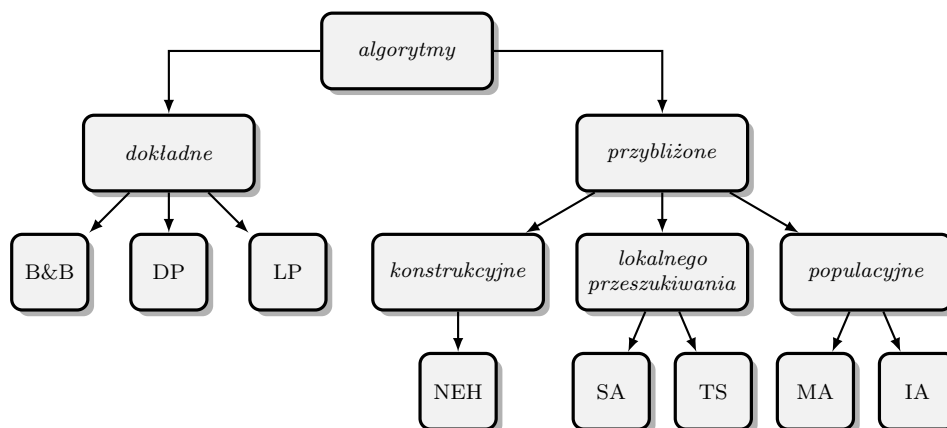 algorytmy
dokładne
przybliżone
B&B
DP
LP
konstrukcyjne
lokalnego
przeszukiwania
populacyjne
NEH
SA
TS
MA
IA